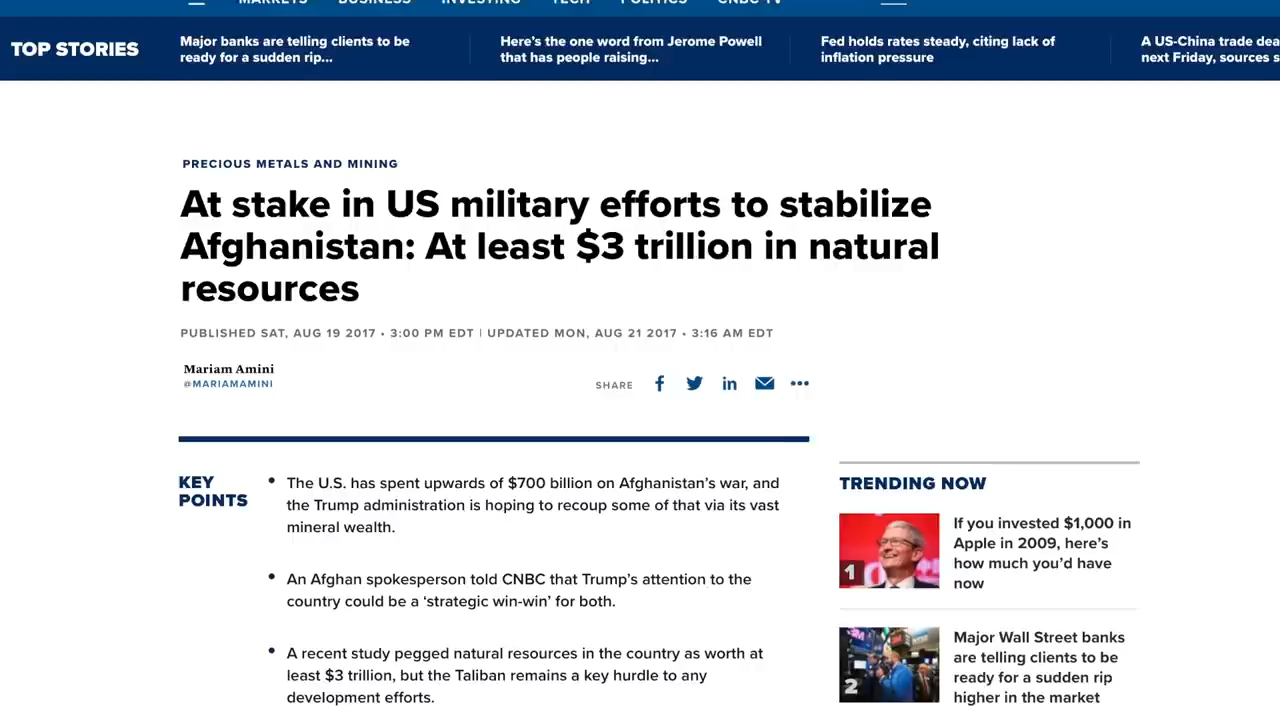 MARKETS BUSINESS INVESTING TECH POLITICS CNBC TV
TOP STORIES
Major banks are telling clients to be
ready for a sudden rip...
Here's the one word from Jerome Powell
that has people raising...
Fed holds rates steady, citing lack of
inflation pressure
A US-China trade dea
next Friday, sources s
PRECIOUS METALS AND MINING
At stake in US military efforts to stabilize
Afghanistan: At least $3 trillion in natural
resources
PUBLISHED SAT, AUG 19 2017 • 3:00 PM EDT | UPDATED MON, AUG 21 2017 • 3:16 AM EDT
Mariam Amini
@MARIAMAMINI
SHARE
KEY
POINTS
• The U.S. has spent upwards of $700 billion on Afghanistan's war, and
the Trump administration is hoping to recoup some of that via its vast
mineral wealth.
• An Afghan spokesperson told CNBC that Trump's attention to the
country could be a 'strategic win-win' for both.
• A recent study pegged natural resources in the country as worth at
least $3 trillion, but the Taliban remains a key hurdle to any
development efforts.
TRENDING NOW
1
If you invested $1,000 in
Apple in 2009, here's
how much you'd have
now
2
Major Wall Street banks
are telling clients to be
ready for a sudden rip
higher in the market